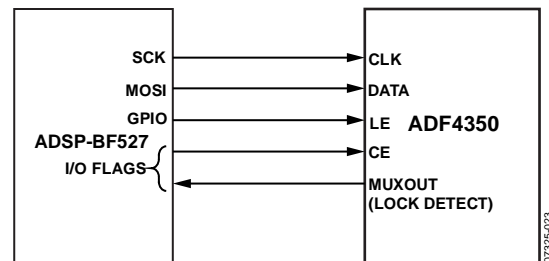 SCK
MOSI
GPIO
ADSP-BF527
I/O FLAGS
CLK
DATA
LE
ADF4350
CE
MUXOUT
(LOCK DETECT)
07325-023